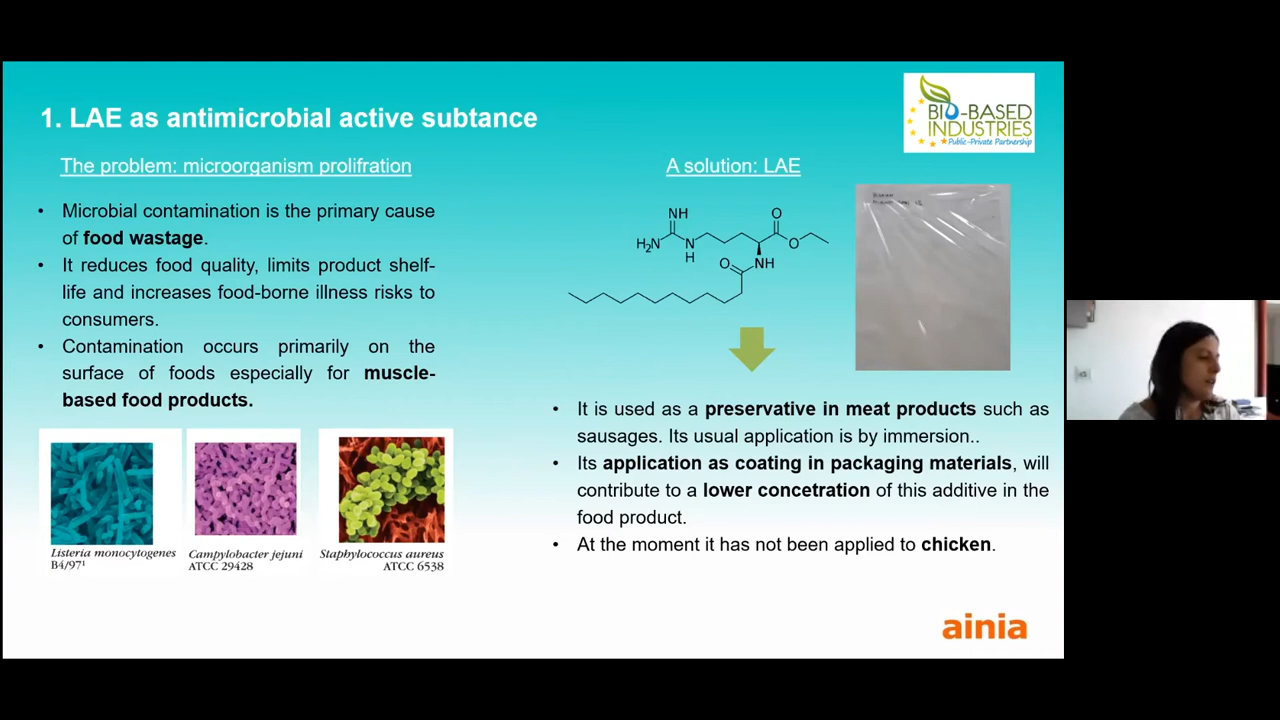 1. LAE as antimicrobial active subtance
BIO-BASED
INDUSTRIES
Public-Private Partnership
The problem: microorganism prolifration
Microbial contamination is the primary cause
of food wastage.
It reduces food quality, limits product shelf-
life and increases food-borne illness risks to
consumers.
Contamination occurs primarily on the
surface of foods especially for muscle-
based food products.
Listeria monocytogenes
B4/97¹
Campylobacter jejuni
ATCC 29428
Staphylococcus aureus
ATCC 6538
A solution: LAE
NH
O
H₂N
N
H
O
O
NH
It is used as a preservative in meat products such as
sausages. Its usual application is by immersion..
Its application as coating in packaging materials, will
contribute to a lower concetration of this additive in the
food product.
At the moment it has not been applied to chicken.
ainia